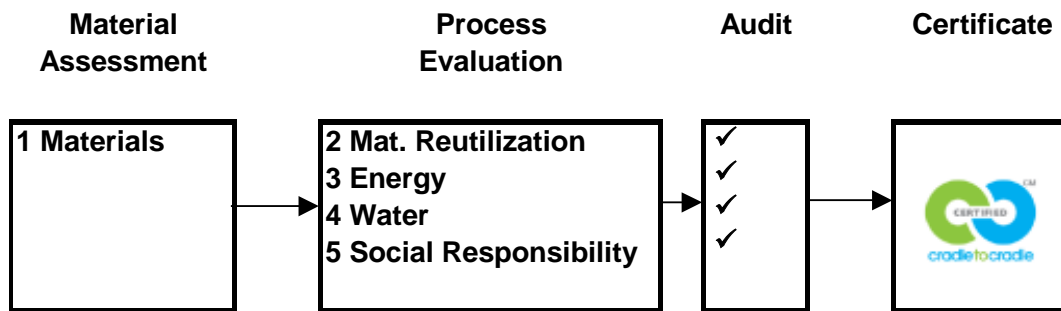 Material
Assessment
Process
Evaluation
Audit
Certificate
1 Materials
2 Mat. Reutilization
3 Energy
4 Water
5 Social Responsibility
✓
✓
✓
✓
CM
CERTIFIED
cradletocradle